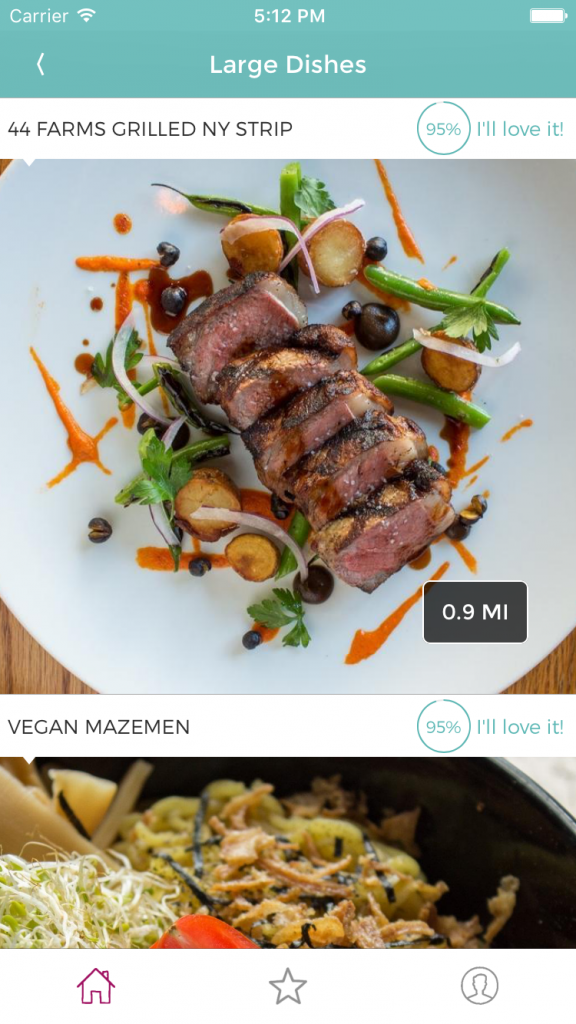 Carrier 5:12 PM
Large Dishes
44 FARMS GRILLED NY STRIP 95% I'll love it!
0.9 MI
VEGAN MAZEMEN 95% I'll love it!